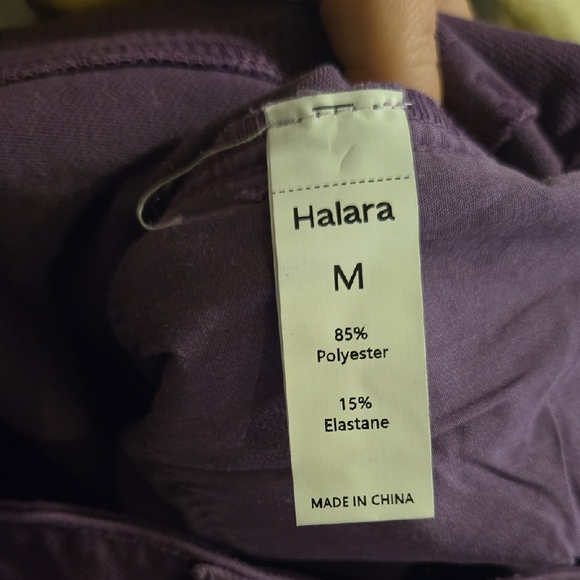 Halara
M
85%
Polyester
15%
Elastane
MADE IN CHINA